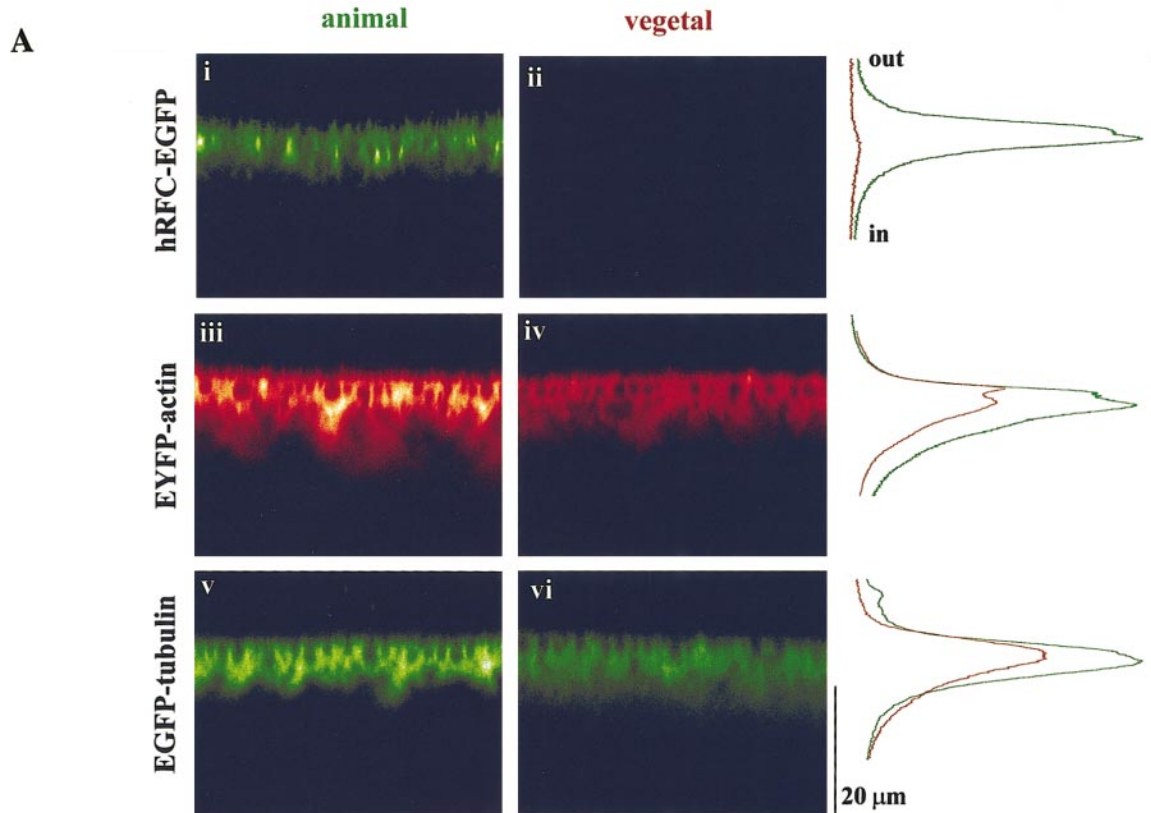 A
animal
vegetal
hRFC-EGFP
i
ii
out
in
EYFP-actin
iii
iv
EGFP-tubulin
v
vi
20 μm